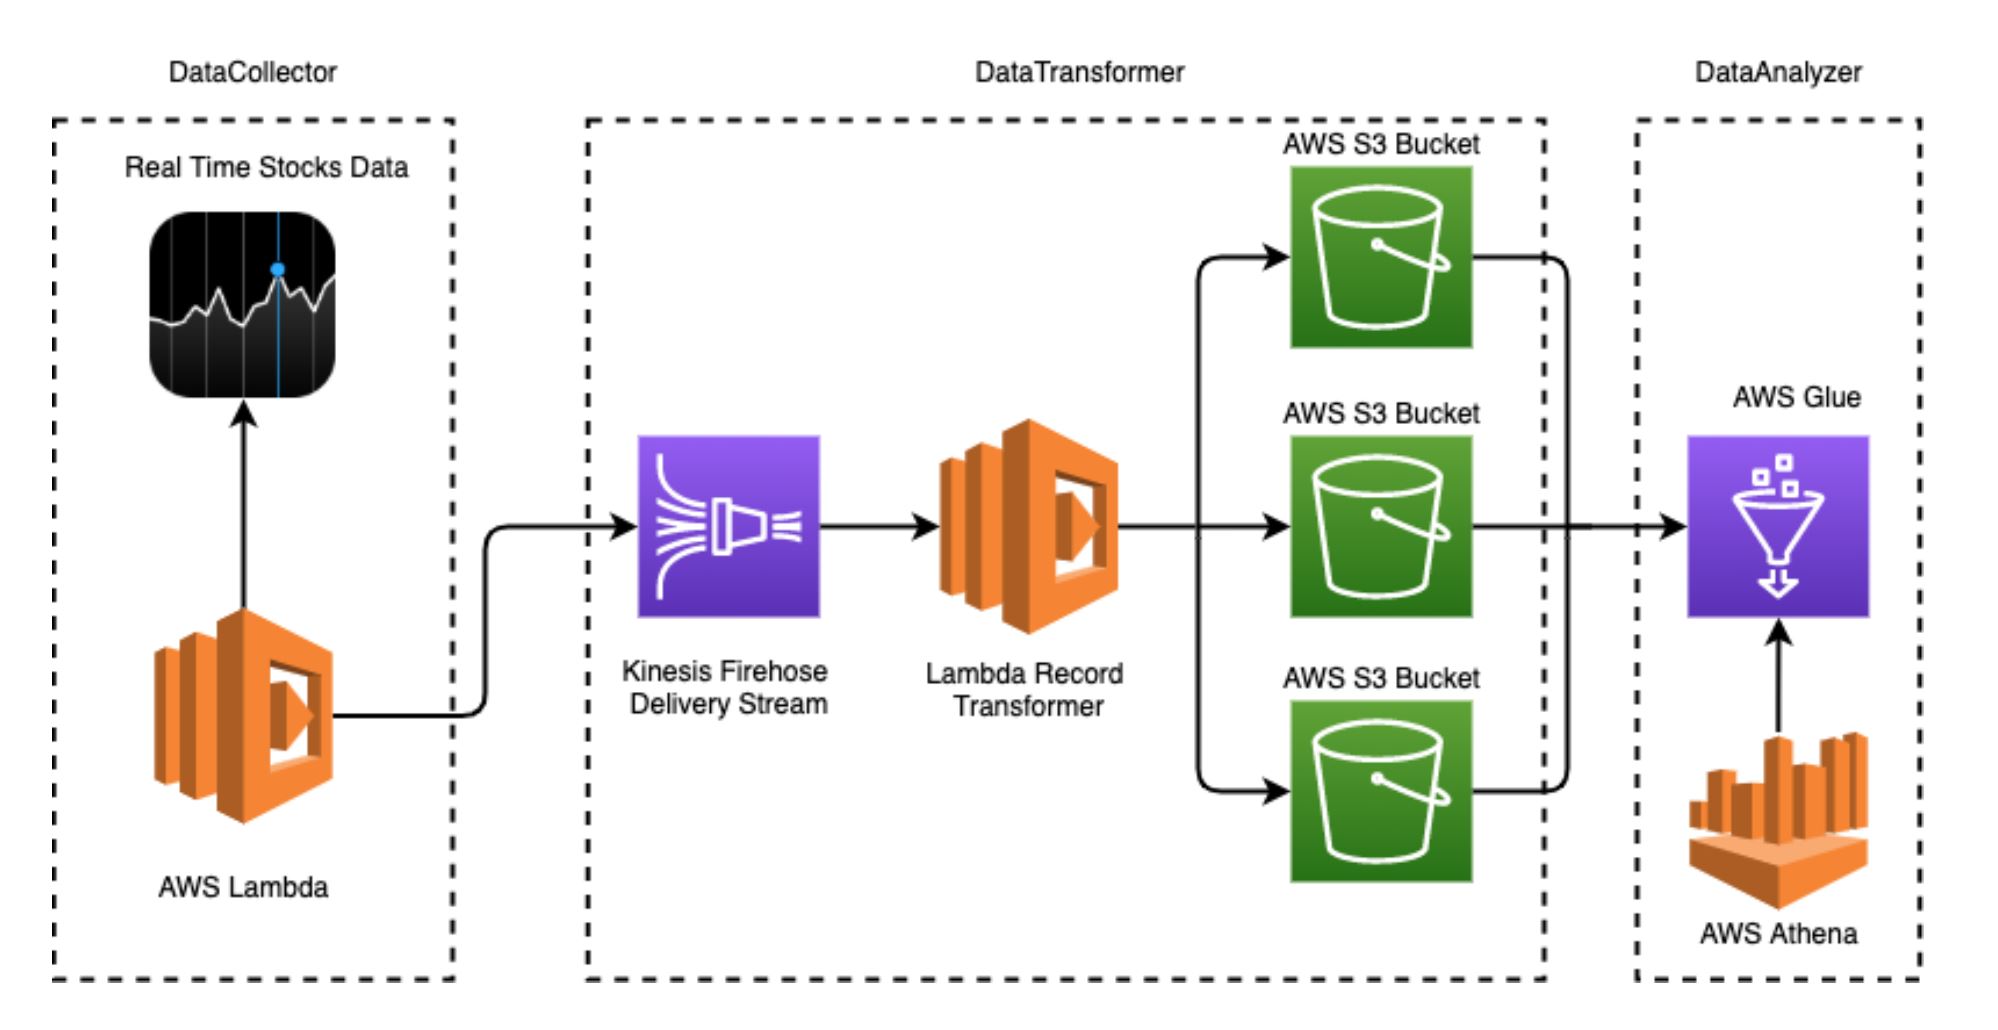 DataCollector
Real Time Stocks Data
AWS Lambda
DataTransformer
Kinesis Firehose
Delivery Stream
Lambda Record
Transformer
AWS S3 Bucket
AWS S3 Bucket
AWS S3 Bucket
DataAnalyzer
AWS Glue
AWS Athena